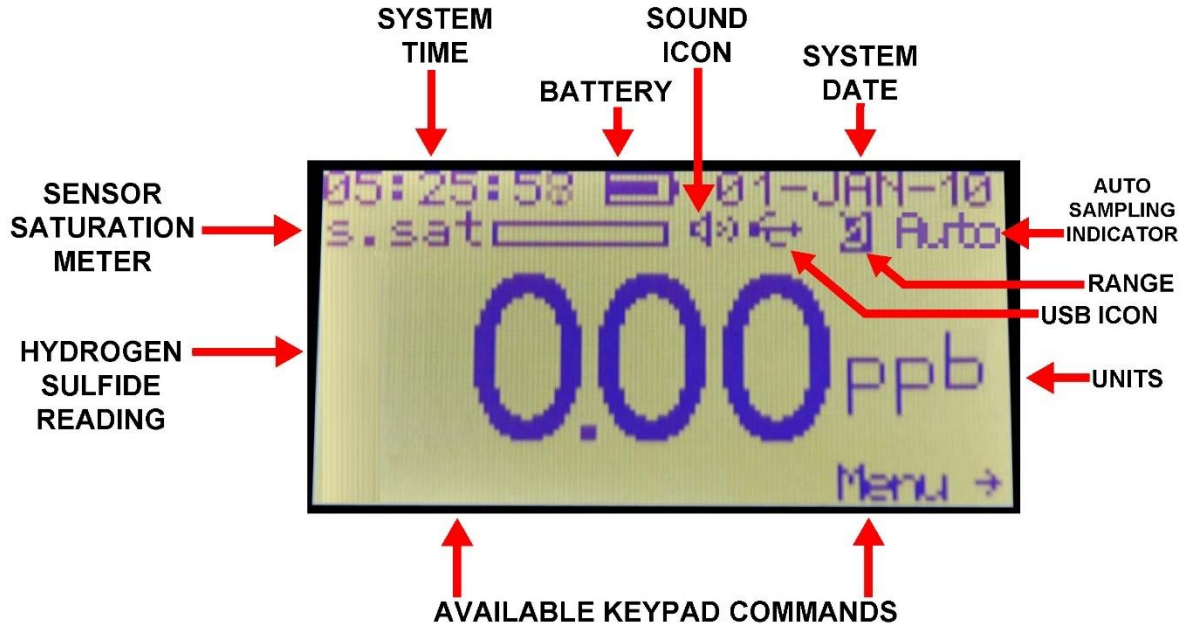 SYSTEM
TIME
SOUND
ICON
BATTERY
SYSTEM
DATE
SENSOR
SATURATION
METER
05:25:58 01-JAN-10
s.sat Auto
AUTO
SAMPLING
INDICATOR
RANGE
USB ICON
HYDROGEN
SULFIDE
READING
0.00 ppb
UNITS
Menu →
AVAILABLE KEYPAD COMMANDS